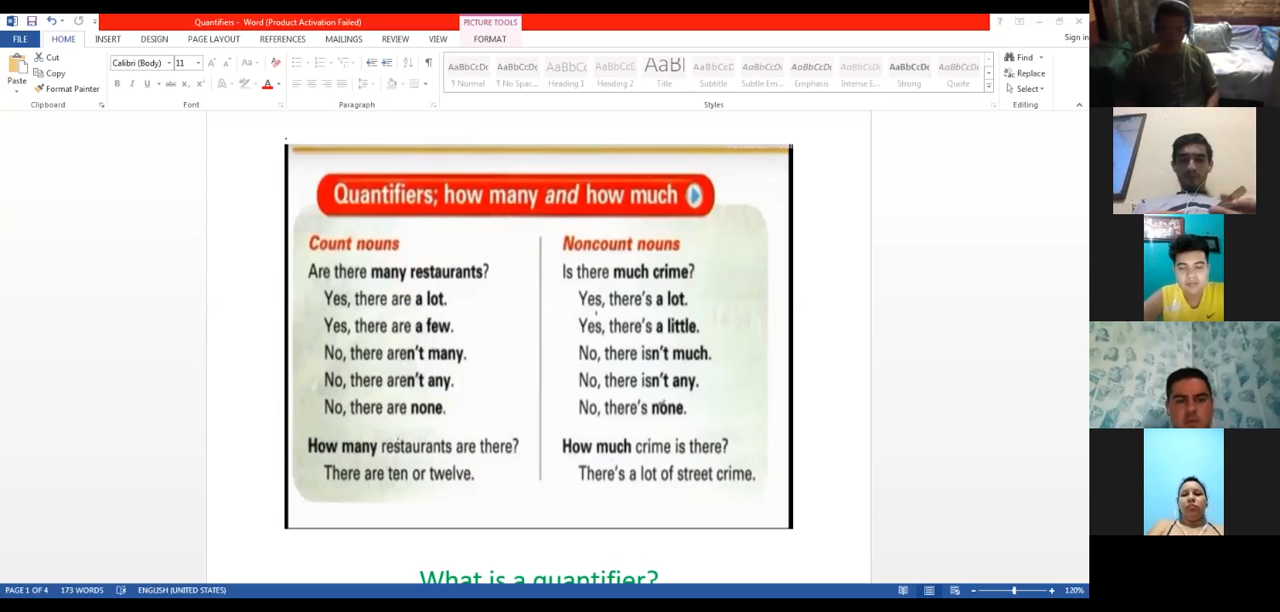 Quantifiers - Word (Product Activation Failed)
PICTURE TOOLS
FILE
HOME
INSERT
DESIGN
PAGE LAYOUT
REFERENCES
MAILINGS
REVIEW
VIEW
FORMAT
Sign in
Paste
Cut
Copy
Format Painter
Clipboard
Calibri (Body)
11
Font
Paragraph
AaBbCcDc
AaBbCcDc
AaBbCc
AaBbCcC
AaBl
AaBbCcC
AaBbCcDc
AaBbCcDc
AaBbCcDc
AaBbCcDc
AaBbCcDc
¶ Normal
¶ No Spac...
Heading 1
Heading 2
Title
Subtitle
Subtle Em...
Emphasis
Intense E...
Strong
Quote
Styles
Find
Replace
Select
Editing
Quantifiers; how many and how much
Count nouns
Are there many restaurants?
Yes, there are a lot.
Yes, there are a few.
No, there aren't many.
No, there aren't any.
No, there are none.
How many restaurants are there?
There are ten or twelve.
Noncount nouns
Is there much crime?
Yes, there's a lot.
Yes, there's a little.
No, there isn't much.
No, there isn't any.
No, there's none.
How much crime is there?
There's a lot of street crime.
What is a quantifier?
PAGE 1 OF 4
173 WORDS
ENGLISH (UNITED STATES)
120%